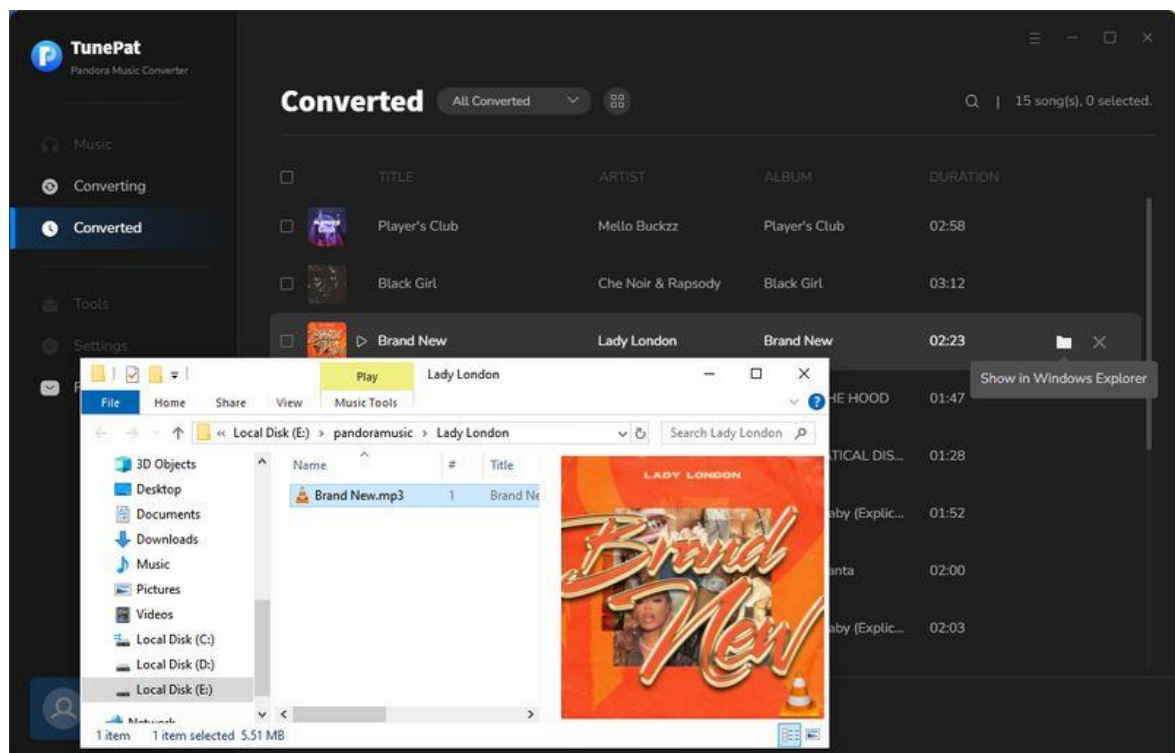 TunePat
Pandora Music Converter
Converted
All Converted
15 song(s), 0 selected.
Music
Converting
Converted
Tools
Settings
TITLE ARTIST ALBUM DURATION
Player's Club Mello Buckzz Player's Club 02:58
Black Girl Che Noir & Rapsody Black Girl 03:12
Brand New Lady London Brand New 02:23
Show in Windows Explorer
HE HOOD 01:47
ATICAL DIS... 01:28
aby (Explic... 01:52
anta 02:00
aby (Explic... 02:03
Play Lady London
File Home Share View Music Tools
« Local Disk (E:) > pandoramusic > Lady London
Search Lady London
3D Objects
Desktop
Documents
Downloads
Music
Pictures
Videos
Local Disk (C:)
Local Disk (D:)
Local Disk (E:)
Network
Name # Title
Brand New.mp3 1 Brand Ne
LADY LONDON
Brand
New
1 item 1 item selected 5.51 MB